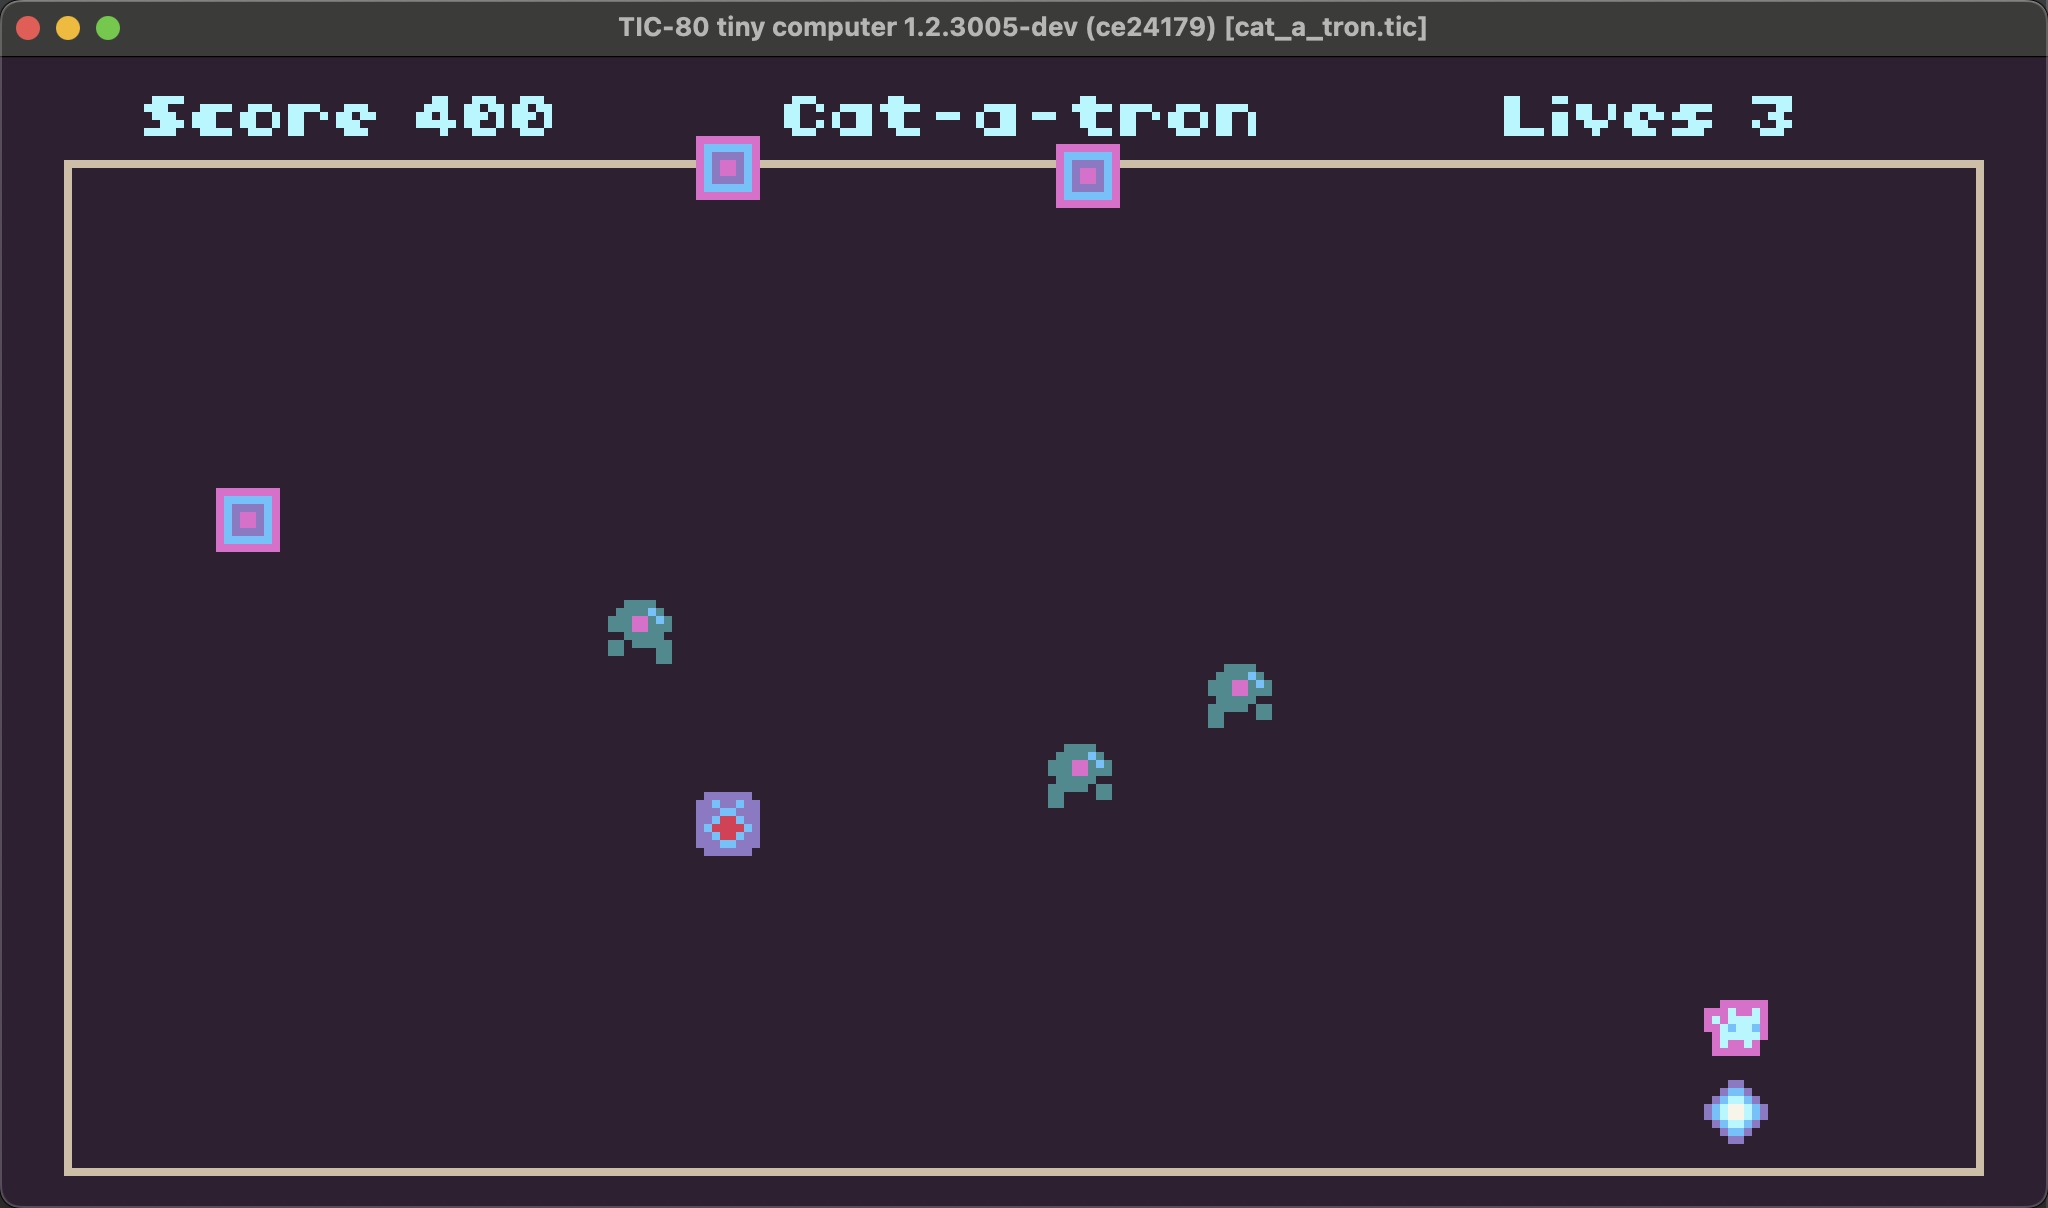 TIC-80 tiny computer 1.2.3005-dev (ce24179) [cat_a_tron.tic]
Score 400 Cat-a-tron Lives 3